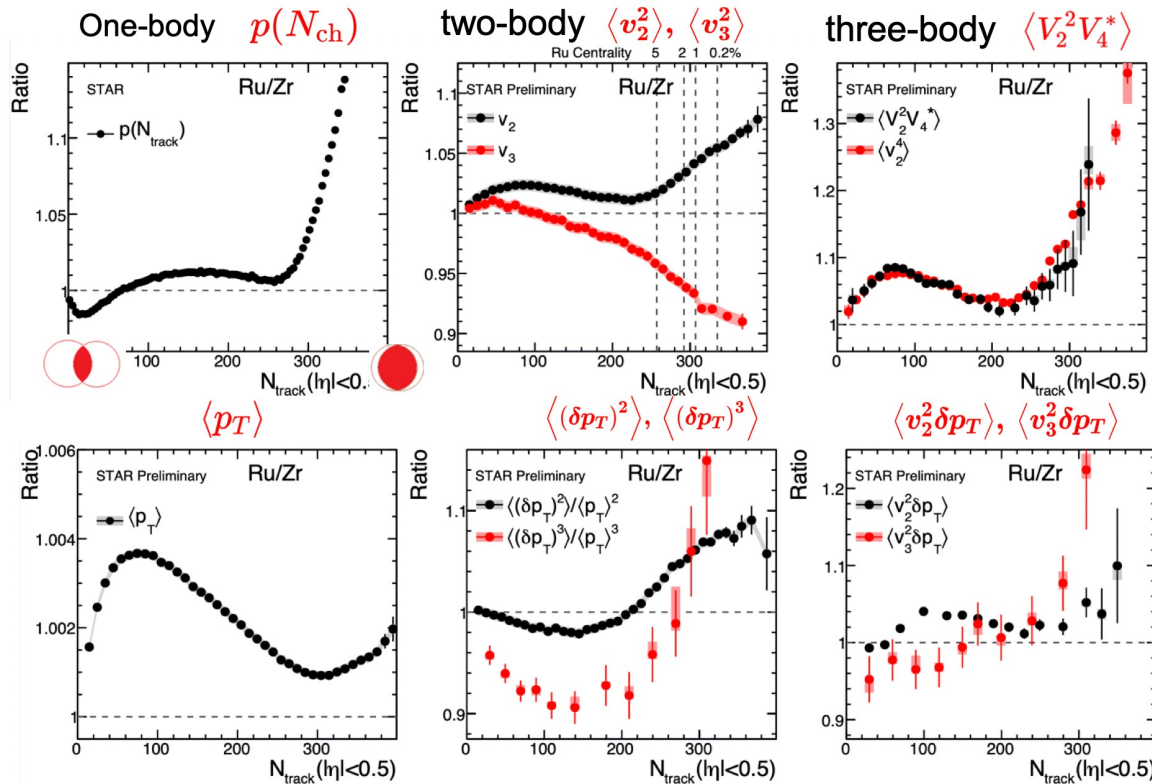 One-body p(N_ch)
two-body ⟨v_2^2⟩, ⟨v_3^2⟩
three-body ⟨V_2^2V_4^*⟩
Ru Centrality 5 2 1 0.2%
Ratio
STAR Ru/Zr
p(N_track)
1.1
1.05
1
100 200 300
N_track(|η|<0.5
Ratio
STAR Preliminary Ru/Zr
v_2
v_3
1.1
1.05
1
0.95
0.9
0 100 200 300
N_track(|η|<0.5)
Ratio
STAR Preliminary Ru/Zr
⟨V_2^2V_4^*⟩
⟨v_2^4⟩
1.3
1.2
1.1
1
0 100 200 300
N_track(|η|<0.5)
⟨p_T⟩
⟨(δp_T)^2⟩, ⟨(δp_T)^3⟩
⟨v_2^2δp_T⟩, ⟨v_3^2δp_T⟩
Ratio
1.006
STAR Preliminary Ru/Zr
⟨p_T⟩
1.004
1.002
1
0 100 200 300
N_track(|η|<0.5)
Ratio
STAR Preliminary Ru/Zr
⟨(δp_T)^2⟩/⟨p_T⟩^2
⟨(δp_T)^3⟩/⟨p_T⟩^3
1.1
1
0.9
0 100 200 300
N_track(|η|<0.5)
Ratio
STAR Preliminary Ru/Zr
⟨v_2^2δp_T⟩
⟨v_3^2δp_T⟩
1.2
1.1
1
0.9
0 100 200 300
N_track(|η|<0.5)